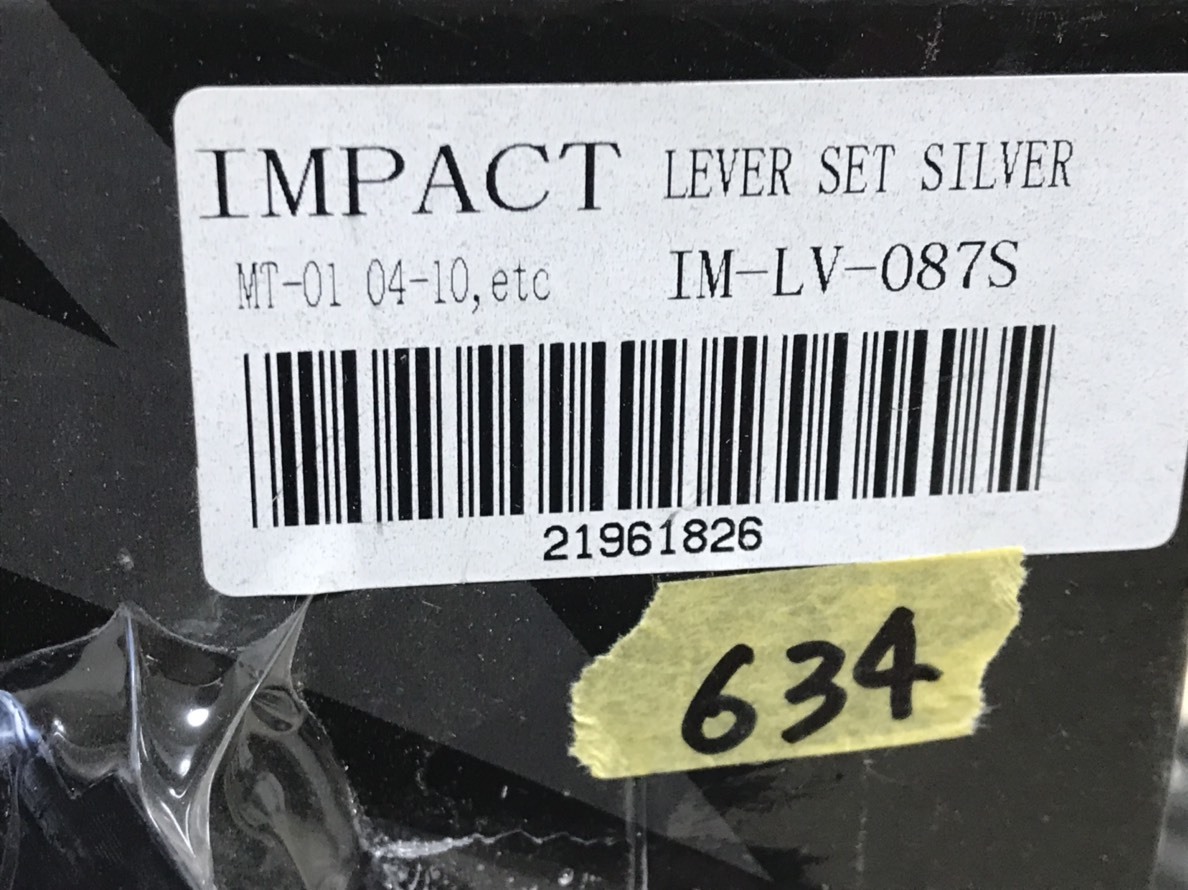 IMPACT LEVER SET SILVER
MT-01 04-10,etc IM-LV-087S
21961826
634